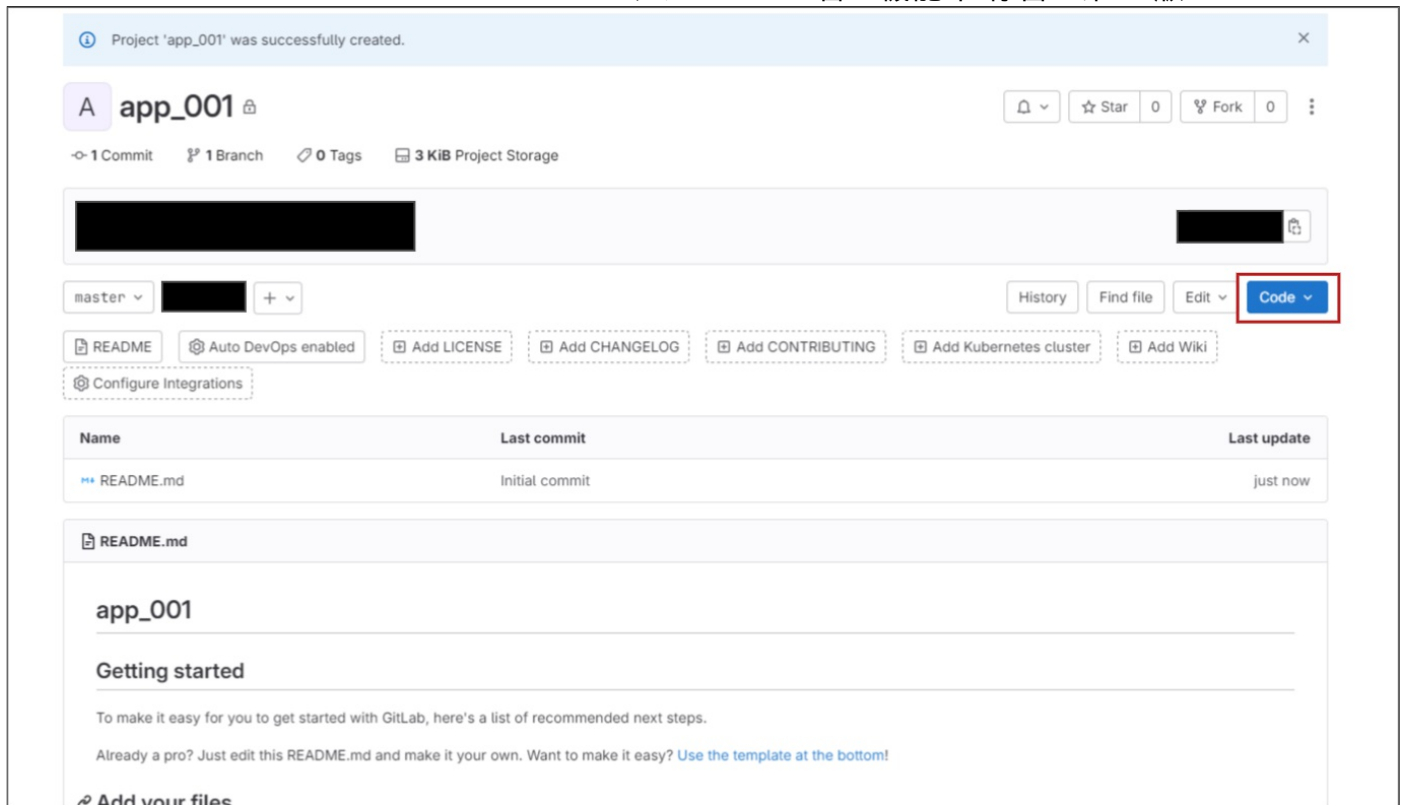 Project 'app_001' was successfully created.
A app_001
Star 0 Fork 0
1 Commit 1 Branch 0 Tags 3 KiB Project Storage
master + History Find file Edit Code
README Auto DevOps enabled Add LICENSE Add CHANGELOG Add CONTRIBUTING Add Kubernetes cluster Add Wiki
Configure Integrations
Name Last commit Last update
README.md Initial commit just now
README.md
app_001
Getting started
To make it easy for you to get started with GitLab, here's a list of recommended next steps.
Already a pro? Just edit this README.md and make it your own. Want to make it easy? Use the template at the bottom!
Add your files